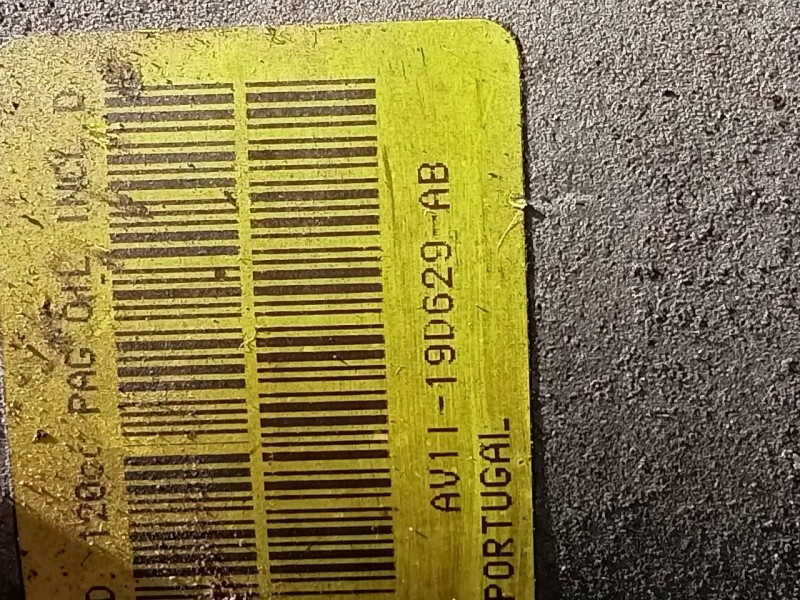 120cc PAG OIL INCL D
AV11-19D629-AB
PORTUGAL